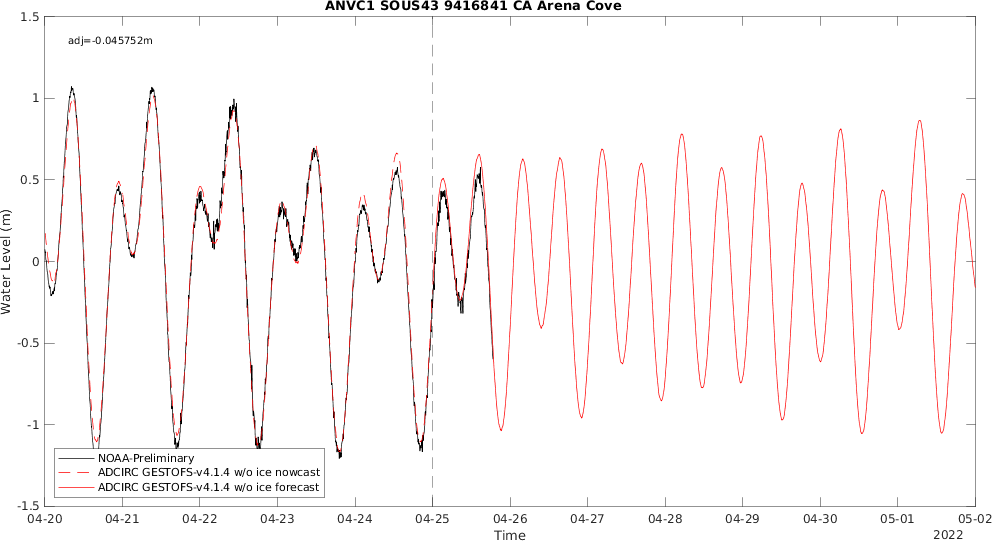 ANVC1 SOUS43 9416841 CA Arena Cove
adj=-0.045752m
1.5
1
0.5
0
-0.5
-1
-1.5
Water Level (m)
NOAA-Preliminary
ADCIRC GESTOFS-v4.1.4 w/o ice nowcast
ADCIRC GESTOFS-v4.1.4 w/o ice forecast
04-20 04-21 04-22 04-23 04-24 04-25 04-26 04-27 04-28 04-29 04-30 05-01 05-02
Time
2022